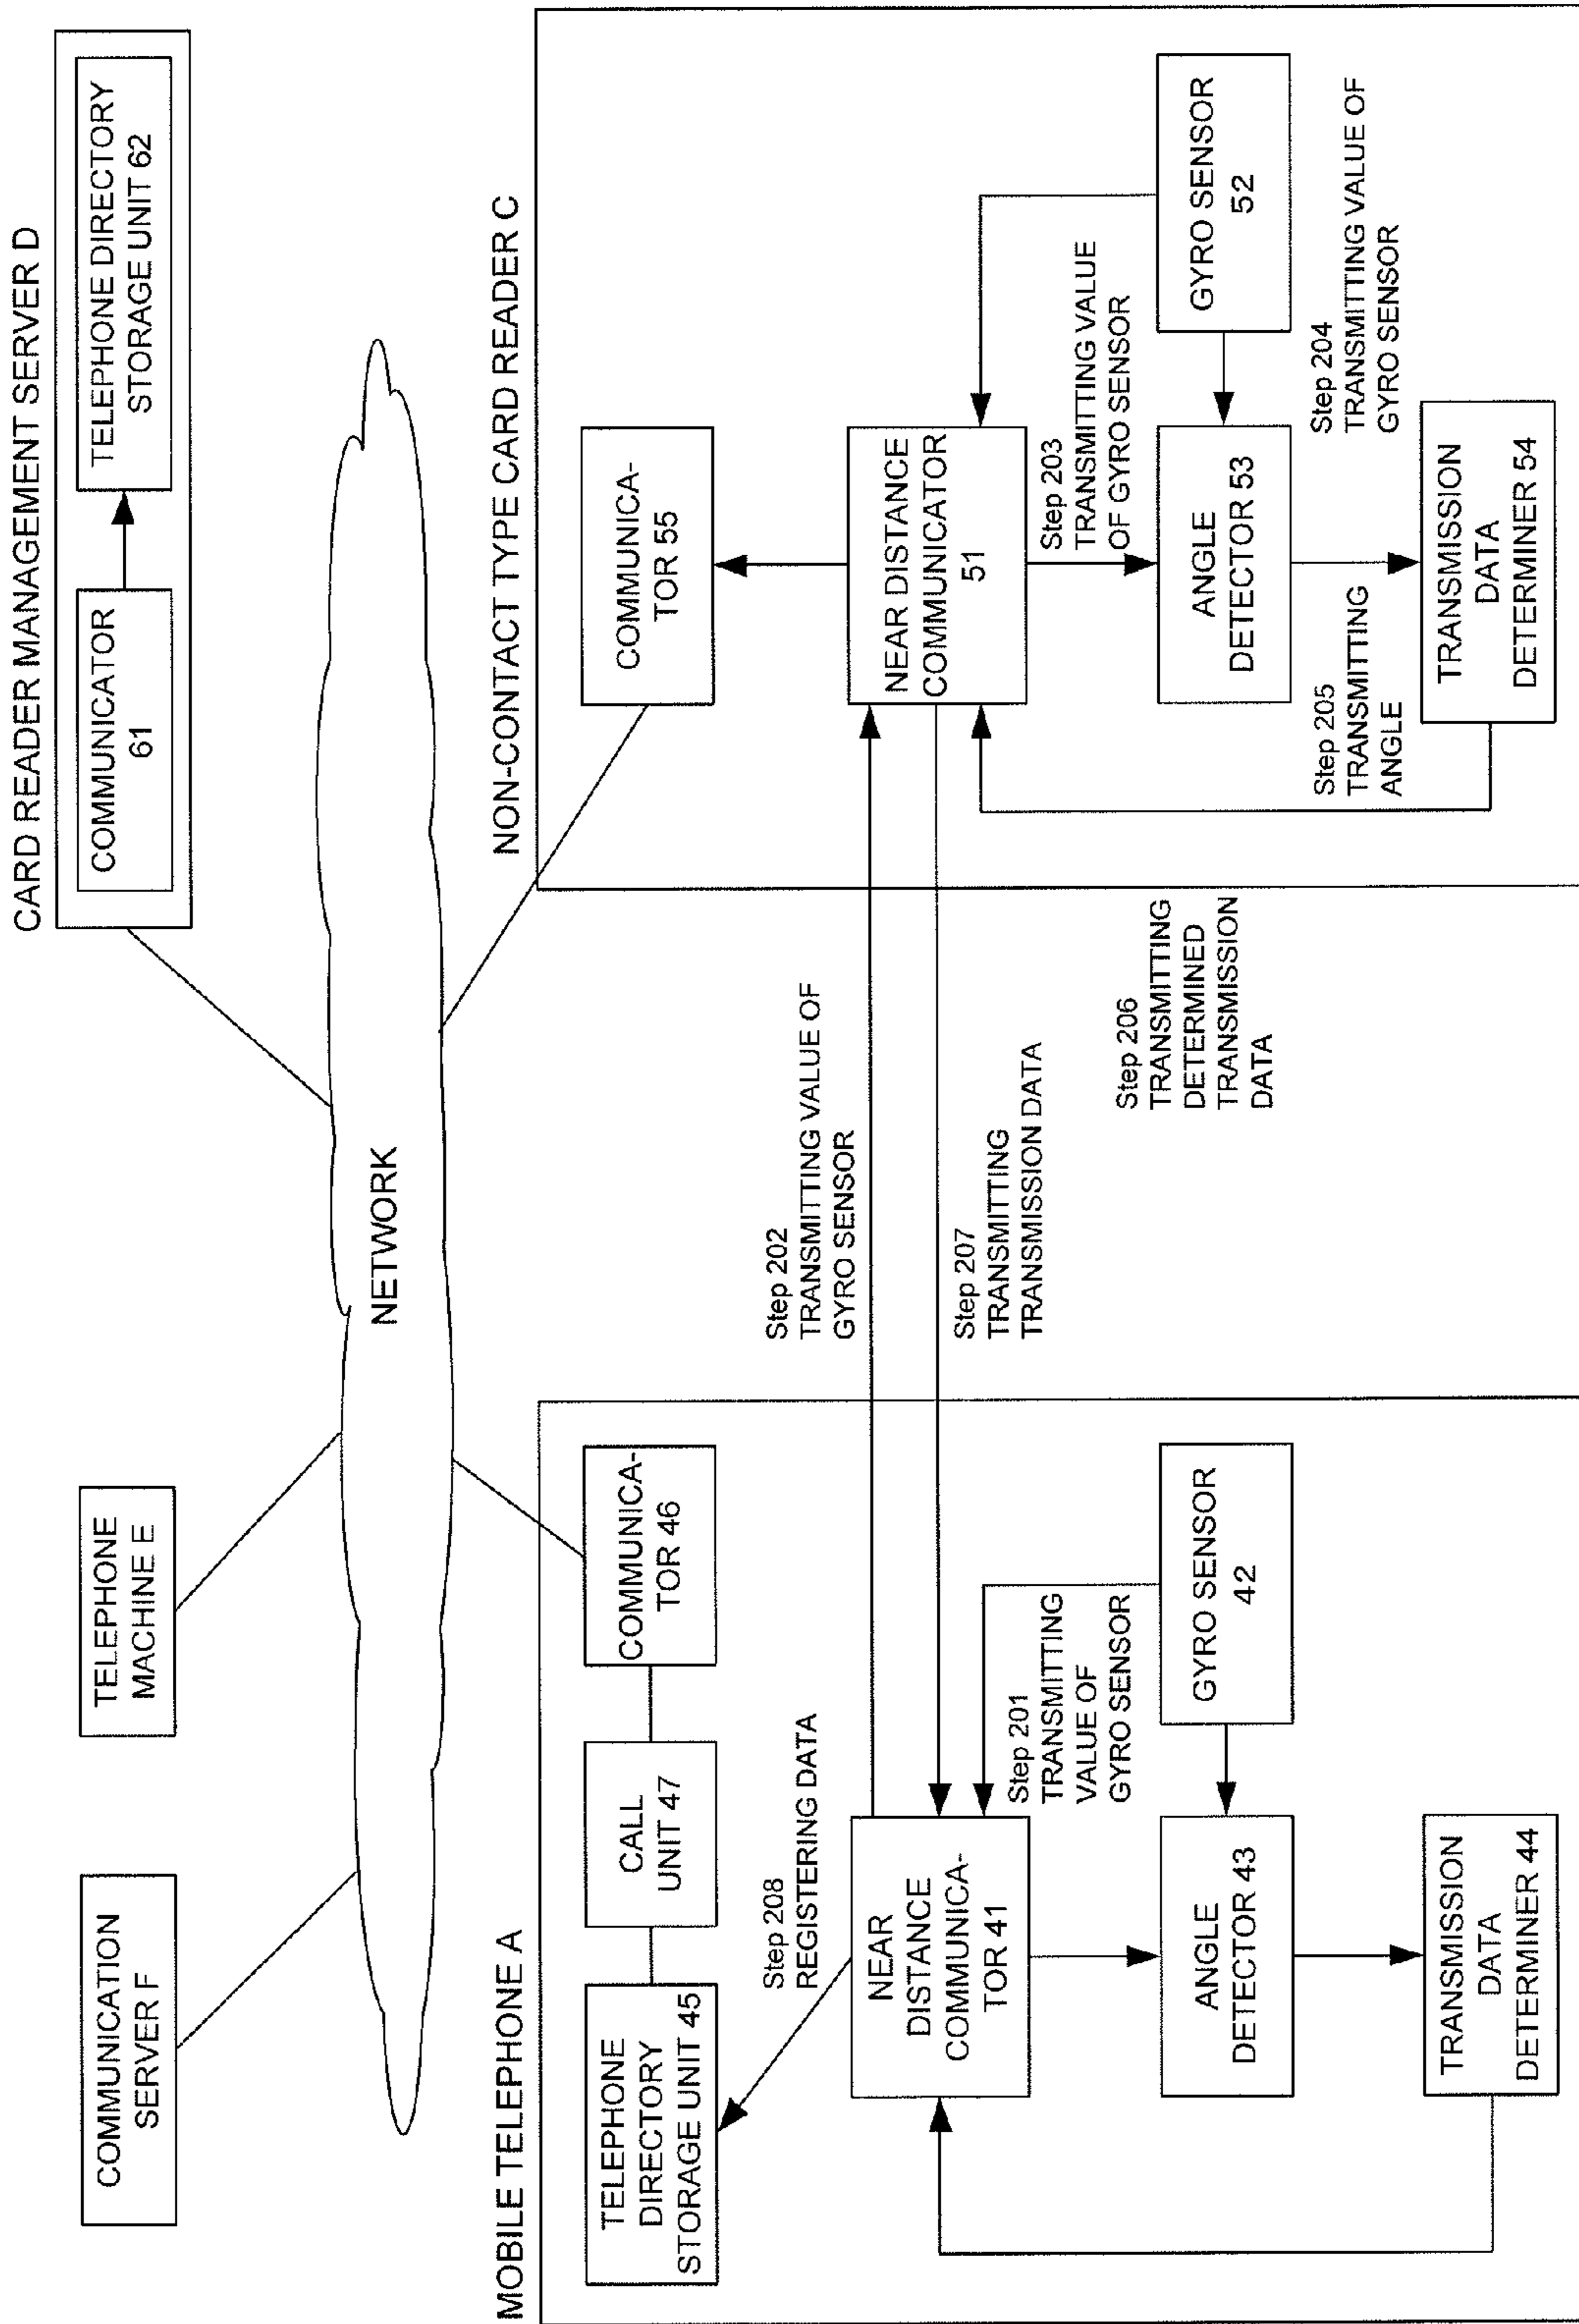 CARD READER MANAGEMENT SERVER D
COMMUNICATION
SERVER F
TELEPHONE
MACHINE E
COMMUNICATOR
61
TELEPHONE DIRECTORY
STORAGE UNIT 62
NETWORK
MOBILE TELEPHONE A
TELEPHONE
DIRECTORY
STORAGE UNIT 45
CALL
UNIT 47
COMMUNICA-
TOR 46
Step 208
REGISTERING DATA
NEAR
DISTANCE
COMMUNICA-
TOR 41
Step 201
TRANSMITTING
VALUE OF
GYRO SENSOR
ANGLE
DETECTOR 43
GYRO SENSOR
42
TRANSMISSION
DATA
DETERMINER 44
Step 202
TRANSMITTING VALUE OF
GYRO SENSOR
Step 207
TRANSMITTING
TRANSMISSION DATA
Step 206
TRANSMITTING
DETERMINED
TRANSMISSION
DATA
NON-CONTACT TYPE CARD READER C
COMMUNICA-
TOR 55
NEAR DISTANCE
COMMUNICATOR
51
Step 203
TRANSMITTING VALUE
OF GYRO SENSOR
ANGLE
DETECTOR 53
GYRO SENSOR
52
Step 204
TRANSMITTING VALUE OF
GYRO SENSOR
Step 205
TRANSMITTING
ANGLE
TRANSMISSION
DATA
DETERMINER 54